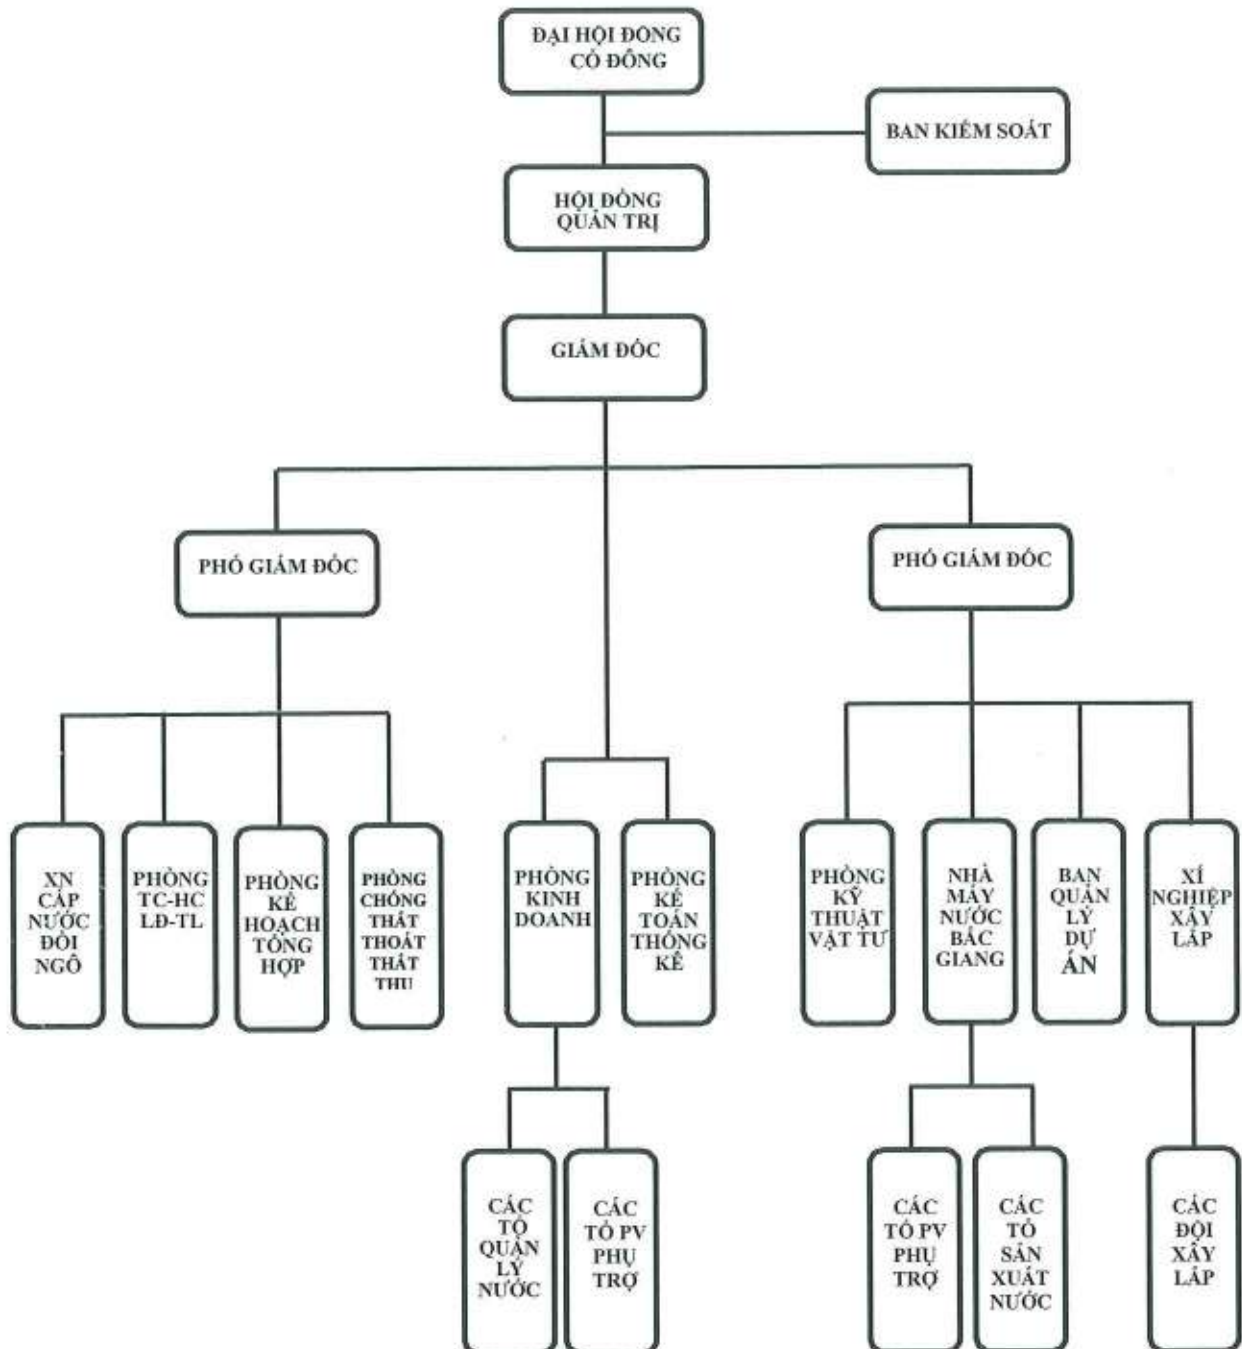 ĐẠI HỘI ĐỒNG
CỔ ĐÔNG
BAN KIỂM SOÁT
HỘI ĐỒNG
QUẢN TRỊ
GIÁM ĐỐC
PHÓ GIÁM ĐỐC
PHÓ GIÁM ĐỐC
XN
CẤP
NƯỚC
ĐỒI
NGÔ
PHÒNG
TC-HC
LĐ-TL
PHÒNG
KẾ
HOẠCH
TỔNG
HỢP
PHÒNG
CHỐNG
THẤT
THOÁT
THẤT
THU
PHÒNG
KINH
DOANH
PHÒNG
KẾ
TOÁN
THỐNG
KÊ
PHÒNG
KỸ
THUẬT
VẬT TƯ
NHÀ
MÁY
NƯỚC
BẮC
GIANG
BAN
QUẢN
LÝ
DỰ
ÁN
XÍ
NGHIỆP
XÂY
LẮP
CÁC
TỔ
QUẢN
LÝ
NƯỚC
CÁC
TỔ PV
PHỤ
TRỢ
CÁC
TỔ PV
PHỤ
TRỢ
CÁC
TỔ
SẢN
XUẤT
NƯỚC
CÁC
ĐỘI
XÂY
LẮP